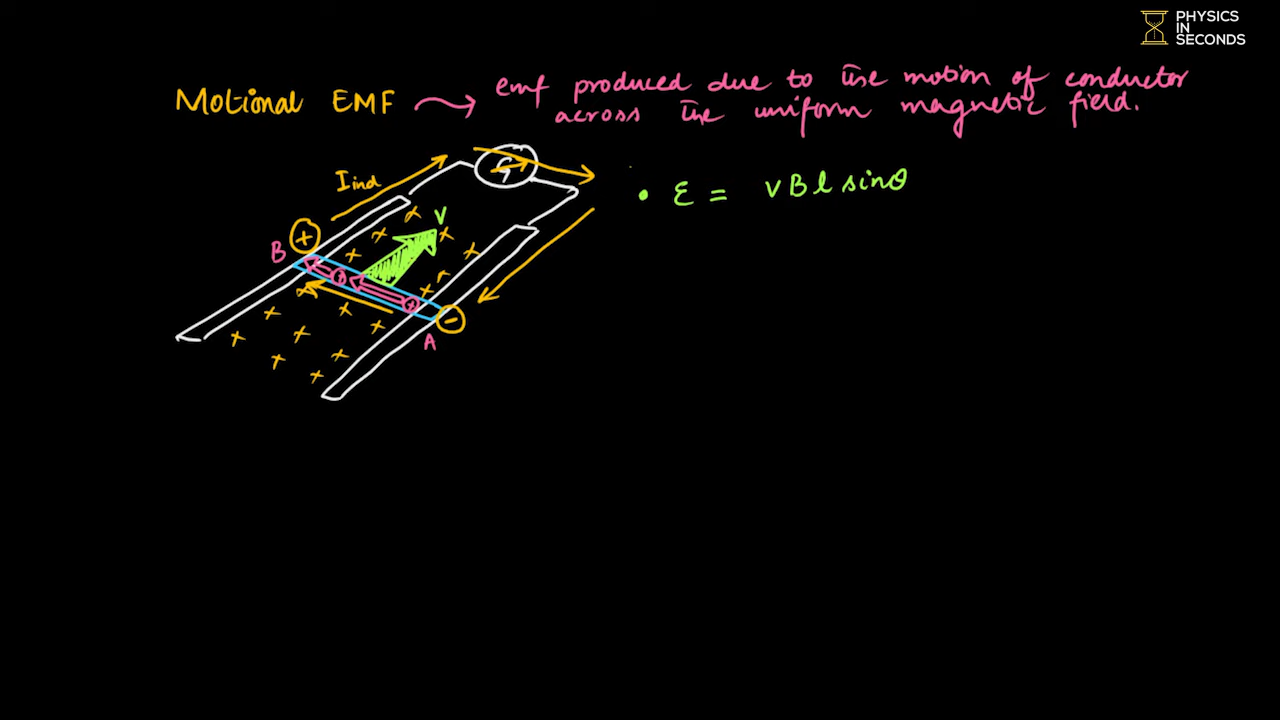 PHYSICS
IN
SECONDS
Motional EMF
emf produced due to the motion of conductor
across the uniform magnetic field.
G
Iind
• ε = vBl sinθ
v
+
B
+
+
−
A